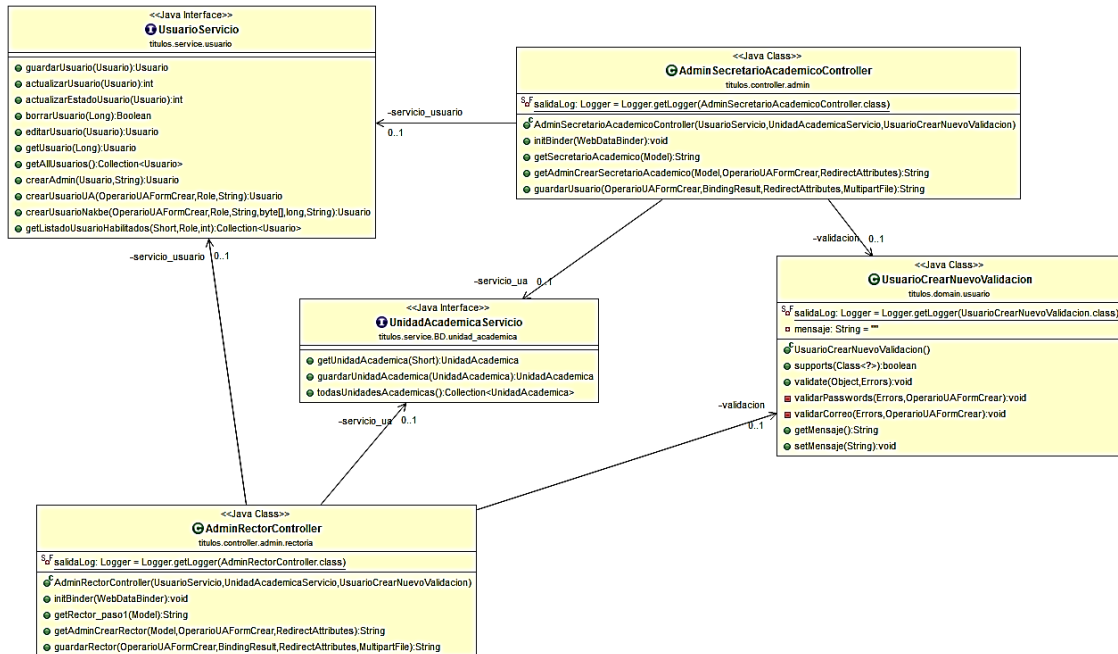 <<Java Interface>>
UsuarioServicio
titulos.service.usuario
guardarUsuario(Usuario):Usuario
actualizarUsuario(Usuario):int
actualizarEstadoUsuario(Usuario):int
borrarUsuario(Long):Boolean
editarUsuario(Usuario):Usuario
getUsuario(Long):Usuario
getAllUsuarios():Collection<Usuario>
crearAdmin(Usuario,String):Usuario
crearUsuarioUA(OperarioUAFormCrear,Role,String):Usuario
crearUsuarioNakbe(OperarioUAFormCrear,Role,String,byte[],long,String):Usuario
getListadoUsuarioHabilitados(Short,Role,int):Collection<Usuario>
-servicio_usuario
0..1
<<Java Class>>
AdminSecretarioAcademicoController
titulos.controller.admin
S F salidaLog: Logger = Logger.getLogger(AdminSecretarioAcademicoController.class)
C AdminSecretarioAcademicoController(UsuarioServicio,UnidadAcademicaServicio,UsuarioCrearNuevoValidacion)
initBinder(WebDataBinder):void
getSecretarioAcademico(Model):String
getAdminCrearSecretarioAcademico(Model,OperarioUAFormCrear,RedirectAttributes):String
guardarUsuario(OperarioUAFormCrear,BindingResult,RedirectAttributes,MultipartFile):String
-servicio_usuario 0..1
-servicio_ua 0..1
-validacion 0..1
<<Java Interface>>
UnidadAcademicaServicio
titulos.service.BD.unidad_academica
getUnidadAcademica(Short):UnidadAcademica
guardarUnidadAcademica(UnidadAcademica):UnidadAcademica
todasUnidadesAcademicas():Collection<UnidadAcademica>
-servicio_ua 0..1
<<Java Class>>
UsuarioCrearNuevoValidacion
titulos.domain.usuario
S F salidaLog: Logger = Logger.getLogger(UsuarioCrearNuevoValidacion.class)
mensaje: String = ""
C UsuarioCrearNuevoValidacion()
supports(Class<?>):boolean
validate(Object,Errors):void
validarPasswords(Errors,OperarioUAFormCrear):void
validarCorreo(Errors,OperarioUAFormCrear):void
getMensaje():String
setMensaje(String):void
-validacion
0..1
<<Java Class>>
AdminRectorController
titulos.controller.admin.rectoria
S F salidaLog: Logger = Logger.getLogger(AdminRectorController.class)
C AdminRectorController(UsuarioServicio,UnidadAcademicaServicio,UsuarioCrearNuevoValidacion)
initBinder(WebDataBinder):void
getRector_paso1(Model):String
getAdminCrearRector(Model,OperarioUAFormCrear,RedirectAttributes):String
guardarRector(OperarioUAFormCrear,BindingResult,RedirectAttributes,MultipartFile):String